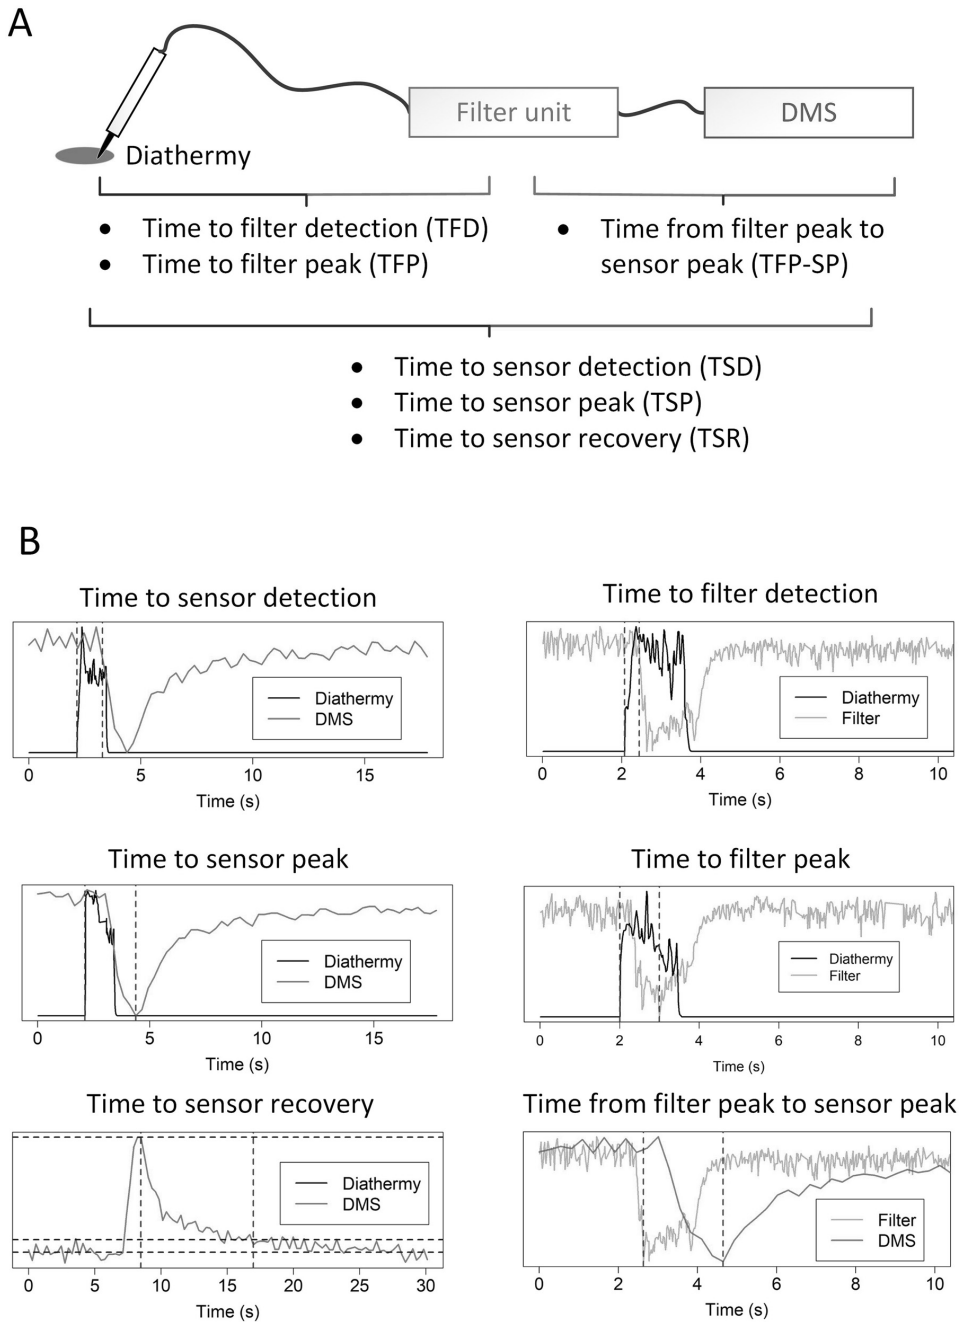 A
Filter unit
DMS
Diathermy
• Time to filter detection (TFD)
• Time to filter peak (TFP)
• Time from filter peak to
sensor peak (TFP-SP)
• Time to sensor detection (TSD)
• Time to sensor peak (TSP)
• Time to sensor recovery (TSR)
B
Time to sensor detection
Diathermy
DMS
0 5 10 15
Time (s)
Time to filter detection
Diathermy
Filter
0 2 4 6 8 10
Time (s)
Time to sensor peak
Diathermy
DMS
0 5 10 15
Time (s)
Time to filter peak
Diathermy
Filter
0 2 4 6 8 10
Time (s)
Time to sensor recovery
Diathermy
DMS
0 5 10 15 20 25 30
Time (s)
Time from filter peak to sensor peak
Filter
DMS
0 2 4 6 8 10
Time (s)